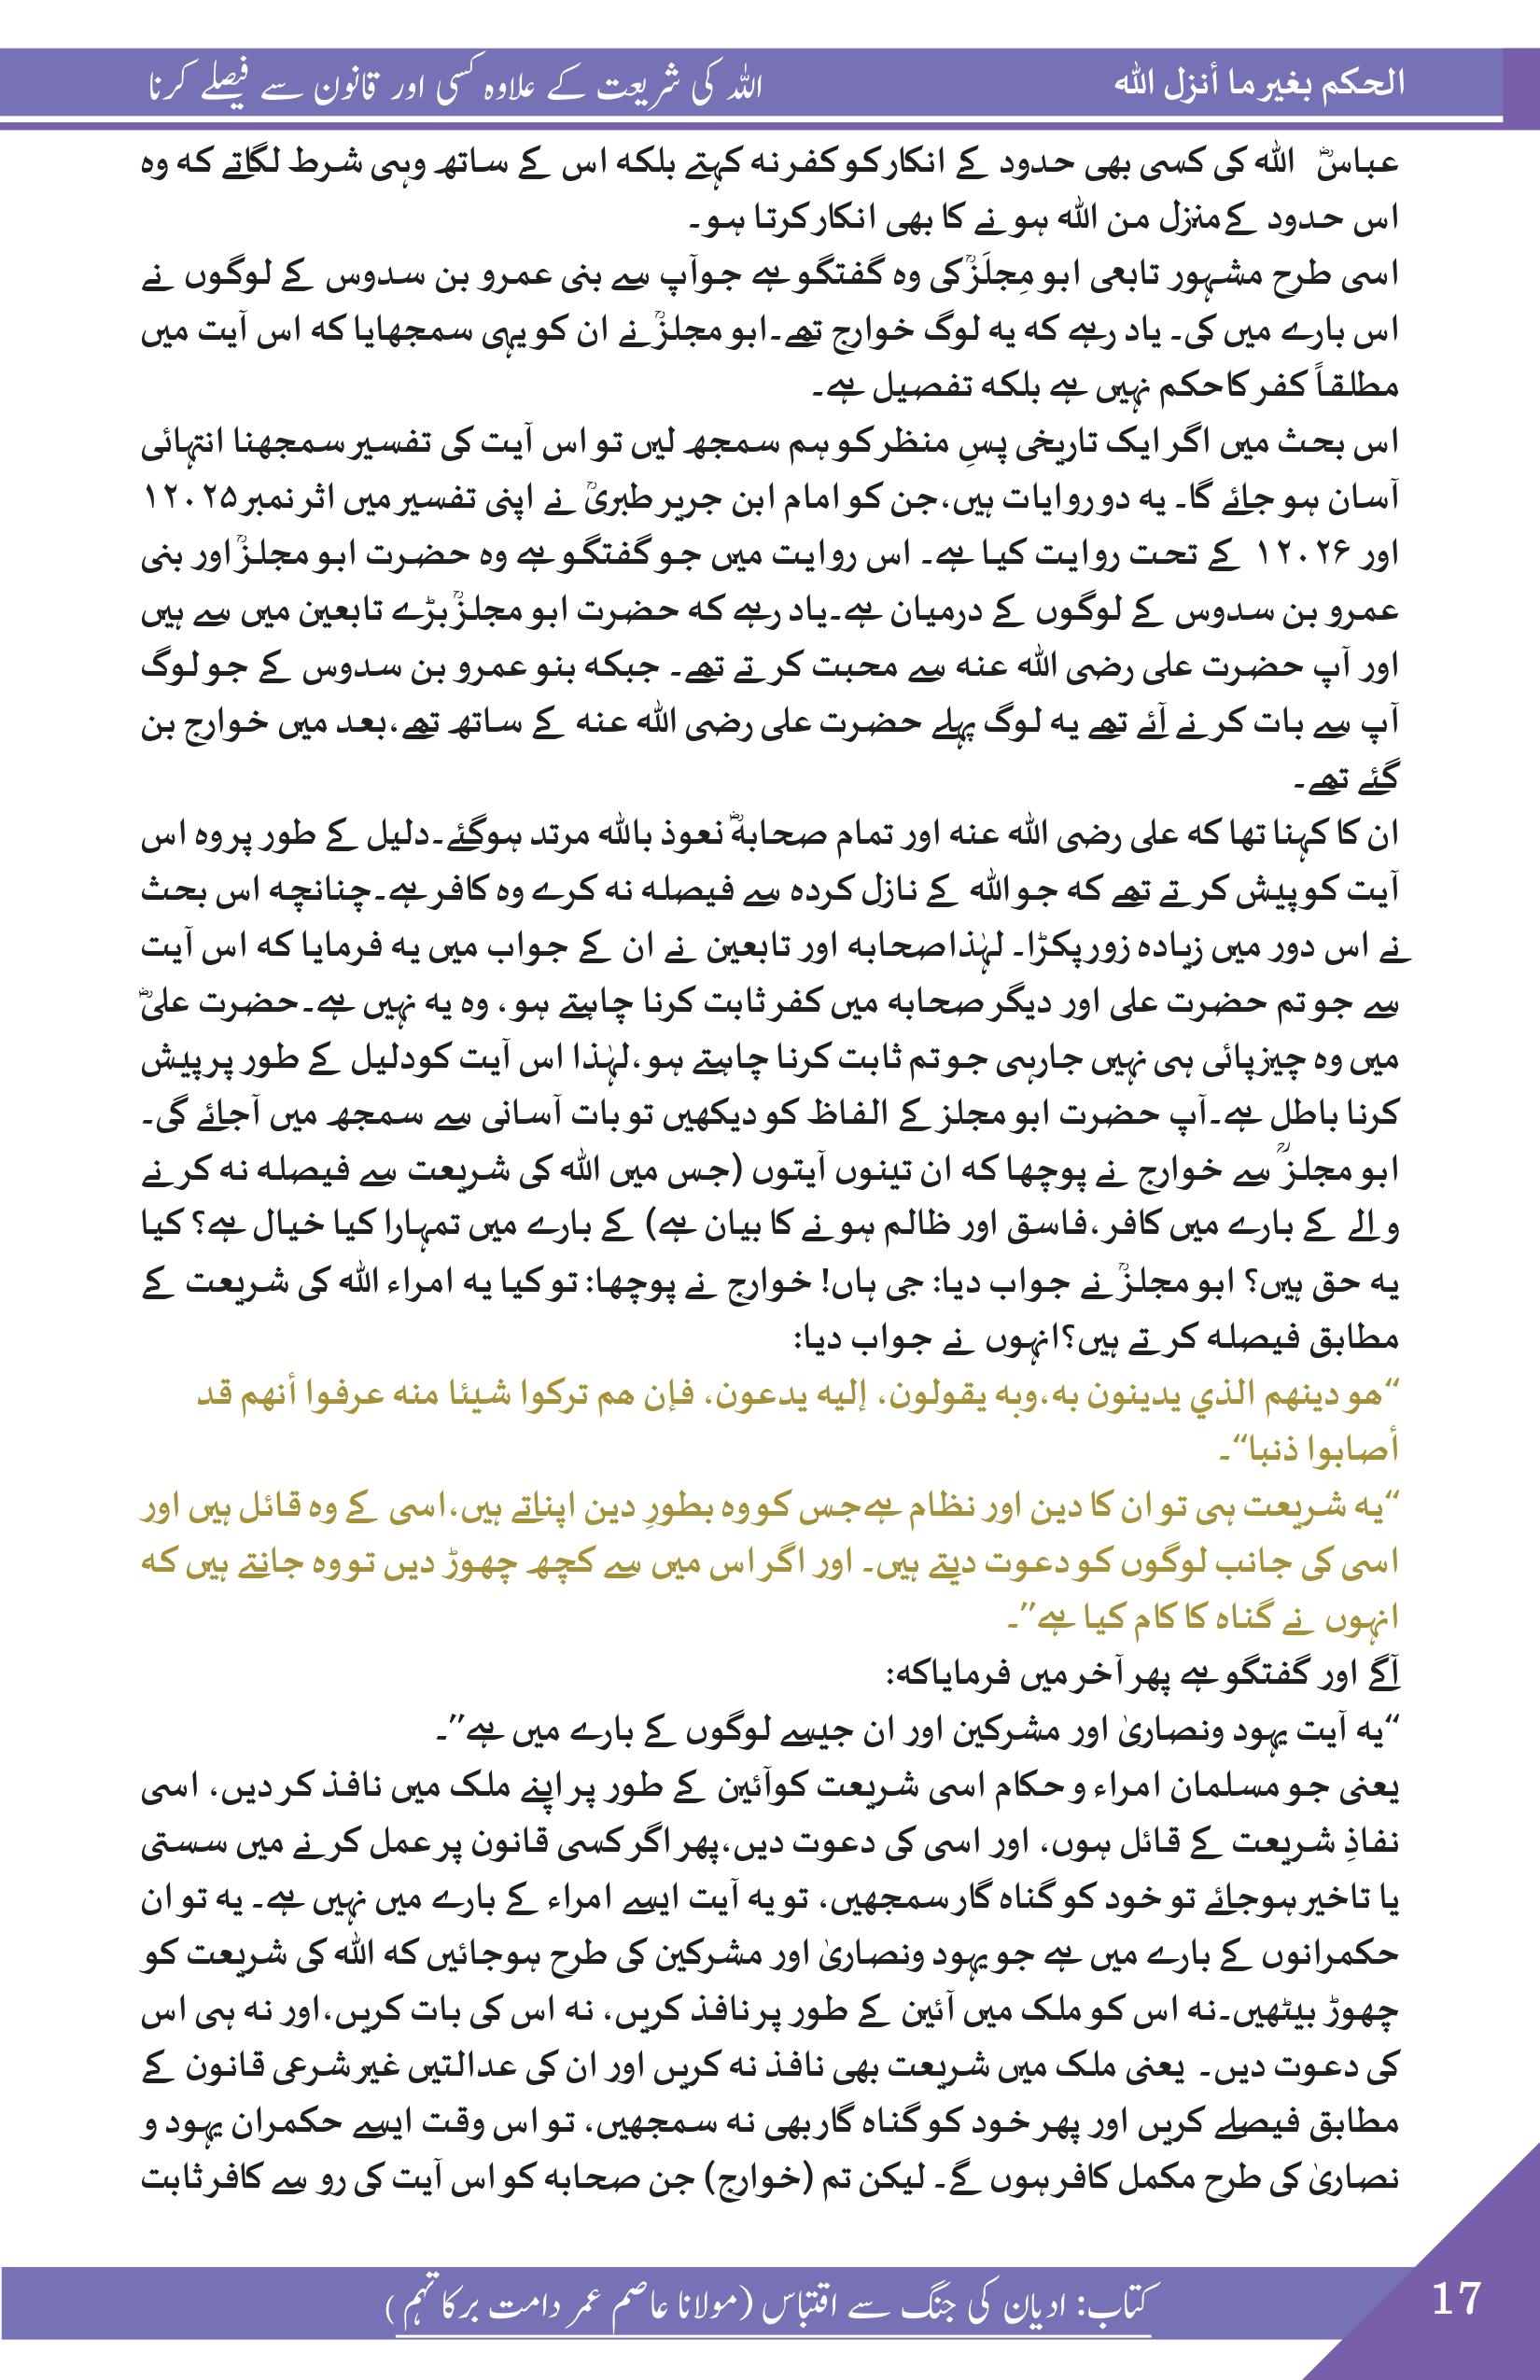 الحكم بغير ما أنزل الله
اللہ کی شریعت کے علاوہ کسی اور قانون سے فیصلے کرنا
عباسؓ اللہ کی کسی بھی حدود کے انکار کو کفر نہ کہتے بلکہ اس کے ساتھ وہی شرط لگاتے کہ وہ
اس حدود کے منزل من اللہ ہونے کا بھی انکار کرتا ہو۔
اسی طرح مشہور تابعی ابو مِجلَزؒ کی وہ گفتگو ہے جو آپ سے بنی عمرو بن سدوس کے لوگوں نے
اس بارے میں کی۔ یاد رہے کہ یہ لوگ خوارج تھے۔ ابو مجلزؒ نے ان کو یہی سمجھایا کہ اس آیت میں
مطلقاً کفر کا حکم نہیں ہے بلکہ تفصیل ہے۔
اس بحث میں اگر ایک تاریخی پسِ منظر کو ہم سمجھ لیں تو اس آیت کی تفسیر سمجھنا انتہائی
آسان ہو جائے گا۔ یہ دو روایات ہیں، جن کو امام ابن جریر طبریؒ نے اپنی تفسیر میں اثر نمبر ۱۲۰۲۵
اور ۱۲۰۲۶ کے تحت روایت کیا ہے۔ اس روایت میں جو گفتگو ہے وہ حضرت ابو مجلزؒ اور بنی
عمرو بن سدوس کے لوگوں کے درمیان ہے۔ یاد رہے کہ حضرت ابو مجلزؒ بڑے تابعین میں سے ہیں
اور آپ حضرت علی رضی اللہ عنہ سے محبت کرتے تھے۔ جبکہ بنو عمرو بن سدوس کے جو لوگ
آپ سے بات کرنے آئے تھے یہ لوگ پہلے حضرت علی رضی اللہ عنہ کے ساتھ تھے، بعد میں خوارج بن
گئے تھے۔
ان کا کہنا تھا کہ علی رضی اللہ عنہ اور تمام صحابہؓ نعوذ باللہ مرتد ہوگئے۔ دلیل کے طور پر وہ اس
آیت کو پیش کرتے تھے کہ جو اللہ کے نازل کردہ سے فیصلہ نہ کرے وہ کافر ہے۔ چنانچہ اس بحث
نے اس دور میں زیادہ زور پکڑا۔ لہٰذا صحابہ اور تابعین نے ان کے جواب میں یہ فرمایا کہ اس آیت
سے جو تم حضرت علی اور دیگر صحابہ میں کفر ثابت کرنا چاہتے ہو، وہ یہ نہیں ہے۔ حضرت علیؓ
میں وہ چیز پائی ہی نہیں جارہی جو تم ثابت کرنا چاہتے ہو، لہٰذا اس آیت کو دلیل کے طور پر پیش
کرنا باطل ہے۔ آپ حضرت ابو مجلز کے الفاظ کو دیکھیں تو بات آسانی سے سمجھ میں آجائے گی۔
ابو مجلزؒ سے خوارج نے پوچھا کہ ان تینوں آیتوں (جس میں اللہ کی شریعت سے فیصلہ نہ کرنے
والے کے بارے میں کافر، فاسق اور ظالم ہونے کا بیان ہے) کے بارے میں تمہارا کیا خیال ہے؟ کیا
یہ حق ہیں؟ ابو مجلزؒ نے جواب دیا: جی ہاں! خوارج نے پوچھا: تو کیا یہ امراء اللہ کی شریعت کے
مطابق فیصلہ کرتے ہیں؟ انہوں نے جواب دیا:
“هو دينهم الذي يدينون به، وبه يقولون، إليه يدعون، فإن هم تركوا شيئا منه عرفوا أنهم قد
أصابوا ذنبا“۔
“یہ شریعت ہی تو ان کا دین اور نظام ہے جس کو وہ بطورِ دین اپناتے ہیں، اسی کے وہ قائل ہیں اور
اسی کی جانب لوگوں کو دعوت دیتے ہیں۔ اور اگر اس میں سے کچھ چھوڑ دیں تو وہ جانتے ہیں کہ
انہوں نے گناہ کا کام کیا ہے”۔
آگے اور گفتگو ہے پھر آخر میں فرمایا کہ:
“یہ آیت یہود ونصاریٰ اور مشرکین اور ان جیسے لوگوں کے بارے میں ہے”۔
یعنی جو مسلمان امراء و حکام اسی شریعت کو آئین کے طور پر اپنے ملک میں نافذ کر دیں، اسی
نفاذِ شریعت کے قائل ہوں، اور اسی کی دعوت دیں، پھر اگر کسی قانون پر عمل کرنے میں سستی
یا تاخیر ہوجائے تو خود کو گناہ گار سمجھیں، تو یہ آیت ایسے امراء کے بارے میں نہیں ہے۔ یہ تو ان
حکمرانوں کے بارے میں ہے جو یہود ونصاریٰ اور مشرکین کی طرح ہوجائیں کہ اللہ کی شریعت کو
چھوڑ بیٹھیں۔ نہ اس کو ملک میں آئین کے طور پر نافذ کریں، نہ اس کی بات کریں، اور نہ ہی اس
کی دعوت دیں۔ یعنی ملک میں شریعت بھی نافذ نہ کریں اور ان کی عدالتیں غیر شرعی قانون کے
مطابق فیصلے کریں اور پھر خود کو گناہ گار بھی نہ سمجھیں، تو اس وقت ایسے حکمران یہود و
نصاریٰ کی طرح مکمل کافر ہوں گے۔ لیکن تم (خوارج) جن صحابہ کو اس آیت کی رو سے کافر ثابت
کتاب: ادیان کی جنگ سے اقتباس (مولانا عاصم عمر دامت برکاتہم)
17